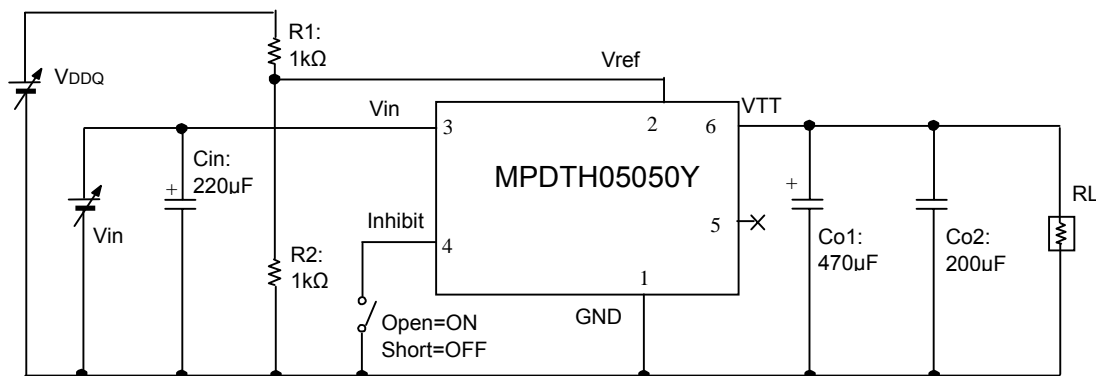 R1:
1kΩ
VDDQ
Vref
Vin
VTT
3
2
6
Cin:
220µF
+
MPDTH05050Y
+
Vin
Inhibit
4
5
RL
R2:
1kΩ
Co1:
470µF
Co2:
200µF
1
GND
Open=ON
Short=OFF